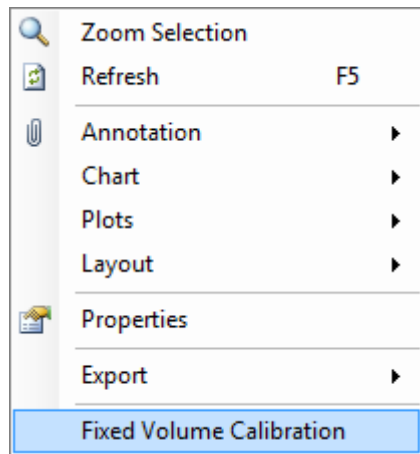 Zoom Selection
Refresh F5
Annotation
Chart
Plots
Layout
Properties
Export
Fixed Volume Calibration